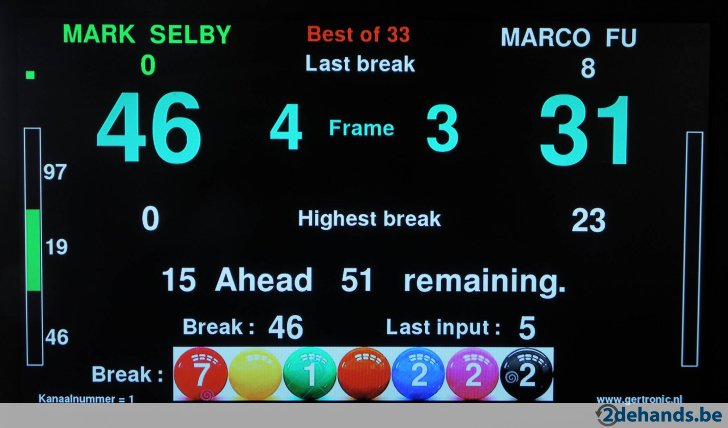 MARK SELBY Best of 33 MARCO FU
0 Last break 8
46 4 Frame 3 31
97
0 Highest break 23
19
15 Ahead 51 remaining.
Break : 46 Last input : 5
46
Break : 7 1 2 2 2
Kanaalnummer = 1 www.gertronic.nl
2dehands.be